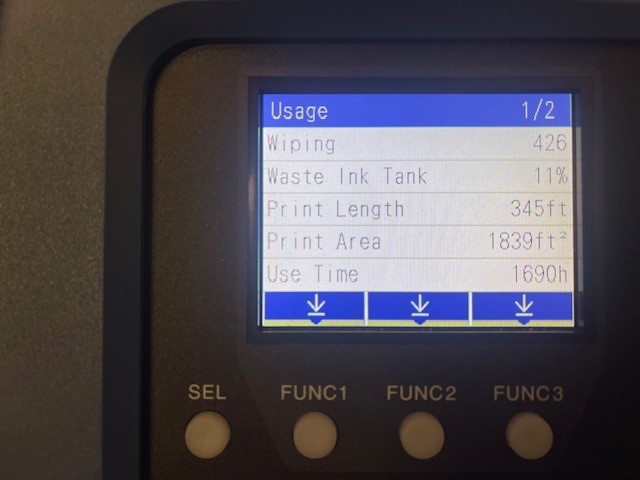 Usage 1/2
Wiping 426
Waste Ink Tank 11%
Print Length 345ft
Print Area 1839ft²
Use Time 1690h
SEL FUNC1 FUNC2 FUNC3